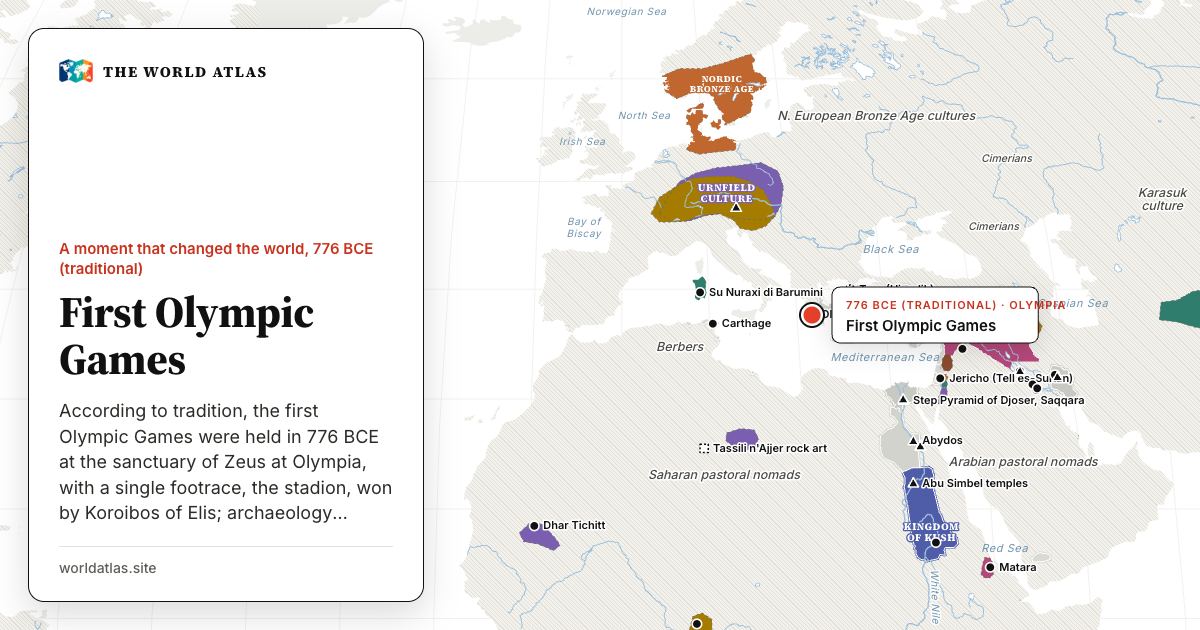 THE WORLD ATLAS
A moment that changed the world, 776 BCE
(traditional)
First Olympic
Games
According to tradition, the first
Olympic Games were held in 776 BCE
at the sanctuary of Zeus at Olympia,
with a single footrace, the stadion, won
by Koroibos of Elis; archaeology...
worldatlas.site
Norwegian Sea
NORDIC
BRONZE AGE
North Sea
N. European Bronze Age cultures
Irish Sea
Cimerians
URNFIELD
CULTURE
Karasuk
culture
Bay of
Biscay
Cimerians
Black Sea
Su Nuraxi di Barumini
776 BCE (TRADITIONAL) · OLYMPIA
First Olympic Games
Carthage
Berbers
Mediterranean Sea
Jericho (Tell es-Sultan)
Step Pyramid of Djoser, Saqqara
Abydos
Tassili n'Ajjer rock art
Saharan pastoral nomads
Arabian pastoral nomads
Abu Simbel temples
Dhar Tichitt
KINGDOM
OF KUSH
Red Sea
Matara
White Nile